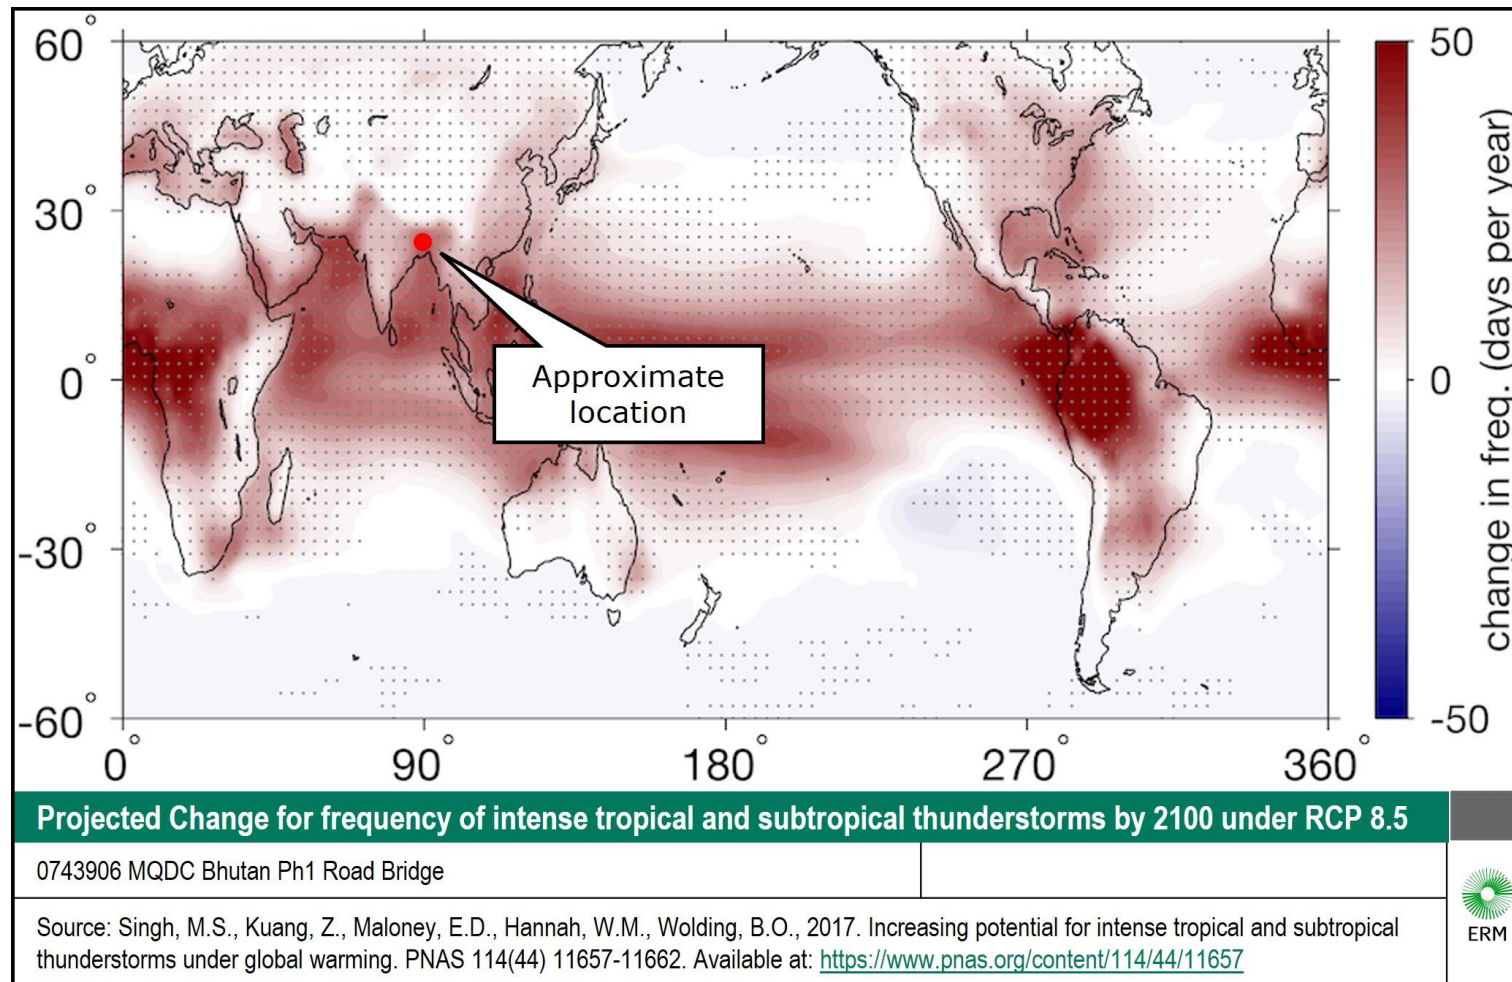 60°
30°
0°
-30°
-60°
0°
90°
180°
270°
360°
50
0
-50
change in freq. (days per year)
Approximate
location
Projected Change for frequency of intense tropical and subtropical thunderstorms by 2100 under RCP 8.5
0743906 MQDC Bhutan Ph1 Road Bridge
Source: Singh, M.S., Kuang, Z., Maloney, E.D., Hannah, W.M., Wolding, B.O., 2017. Increasing potential for intense tropical and subtropical
thunderstorms under global warming. PNAS 114(44) 11657-11662. Available at: https://www.pnas.org/content/114/44/11657
ERM